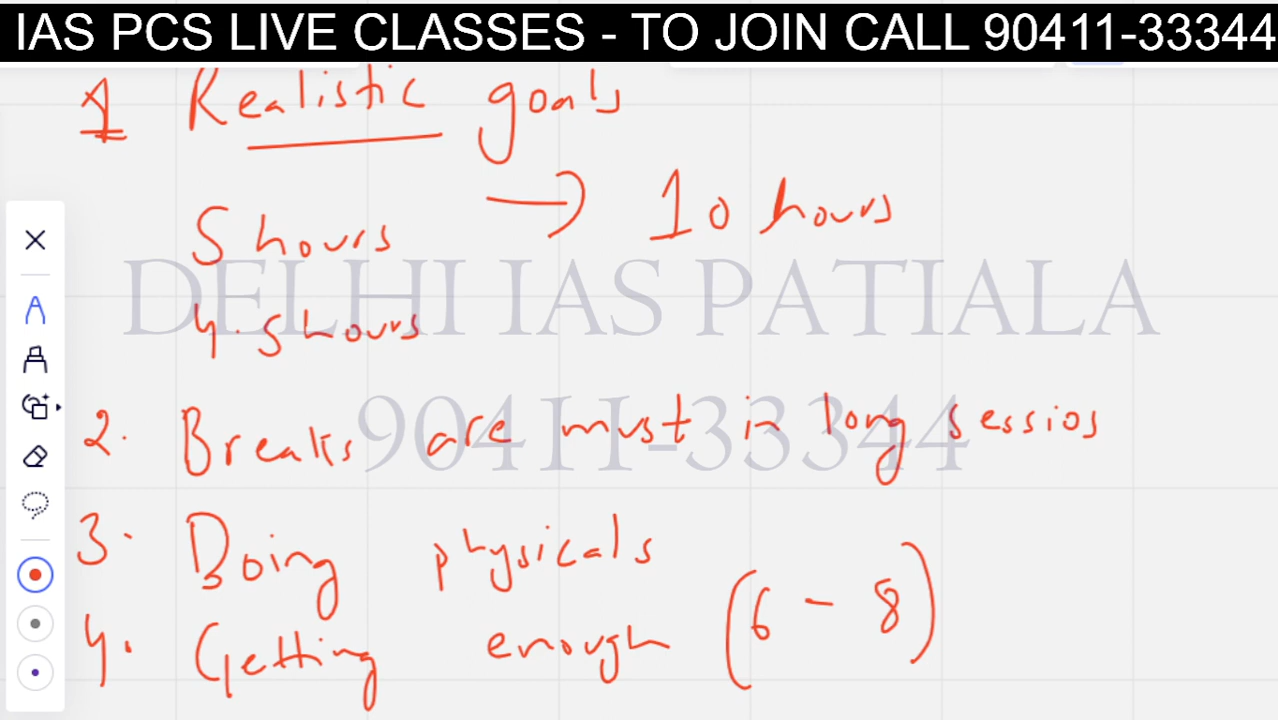 IAS PCS LIVE CLASSES - TO JOIN CALL 90411-33344
1 Realistic goals
5 hours → 10 hours
DELHI IAS PATIALA
4.5 hours
2. Breaks are must in long sessios
90411-33344
3. Doing physicals
4. Getting enough (6 - 8)